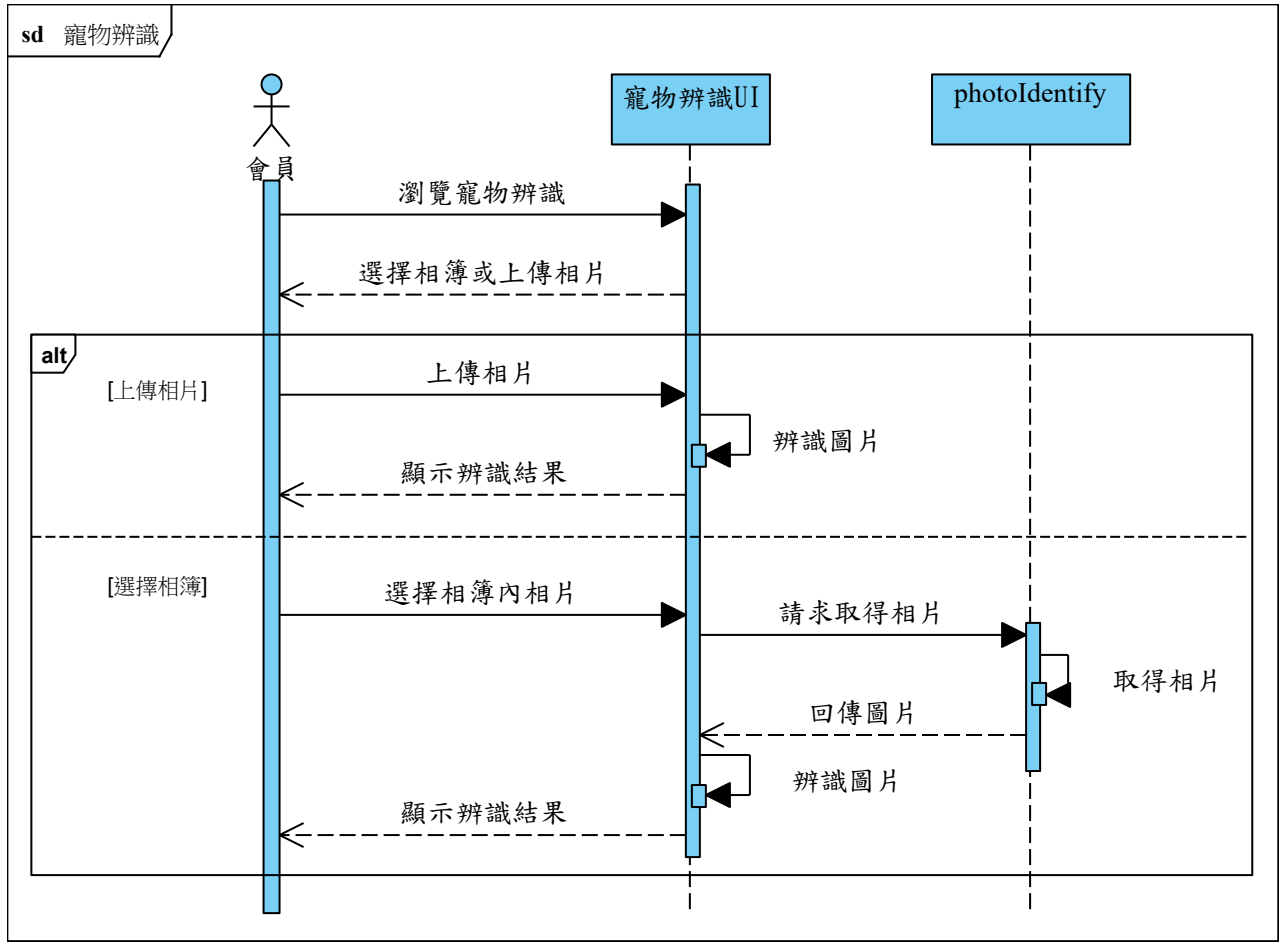 sd 寵物辨識
會員
寵物辨識UI
photoIdentify
瀏覽寵物辨識
選擇相簿或上傳相片
alt
[上傳相片]
上傳相片
辨識圖片
顯示辨識結果
[選擇相簿]
選擇相簿內相片
請求取得相片
取得相片
回傳圖片
辨識圖片
顯示辨識結果